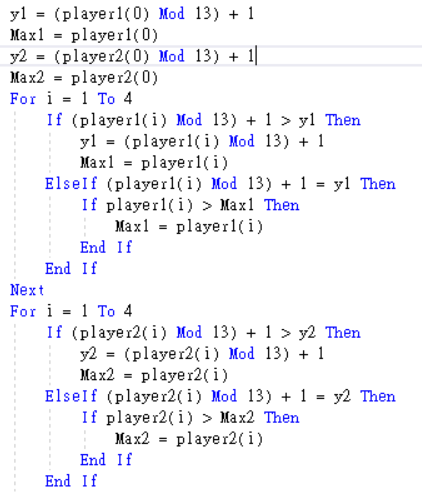 y1 = (player1(0) Mod 13) + 1
Max1 = player1(0)
y2 = (player2(0) Mod 13) + 1
Max2 = player2(0)
For i = 1 To 4
    If (player1(i) Mod 13) + 1 > y1 Then
        y1 = (player1(i) Mod 13) + 1
        Max1 = player1(i)
    ElseIf (player1(i) Mod 13) + 1 = y1 Then
        If player1(i) > Max1 Then
            Max1 = player1(i)
        End If
    End If
Next
For i = 1 To 4
    If (player2(i) Mod 13) + 1 > y2 Then
        y2 = (player2(i) Mod 13) + 1
        Max2 = player2(i)
    ElseIf (player2(i) Mod 13) + 1 = y2 Then
        If player2(i) > Max2 Then
            Max2 = player2(i)
        End If
    End If